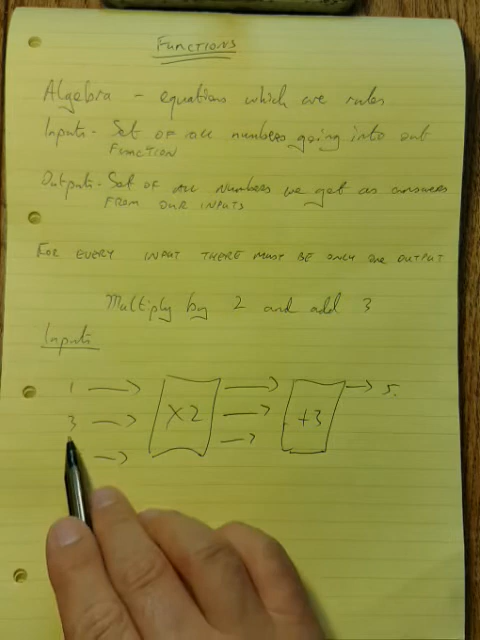 FUNCTIONS
Algebra - equations which are rules
Inputs - Set OF ALL numbers going into our
FUNCTION
Outputs - Set OF ALL NUMBERS we get as answers
FROM OUR INPUTS
FOR EVERY INPUT THERE MUST BE ONLY ONE OUTPUT
Multiply by 2 and add 3
Inputs
1 → ×2 → +3 → 5.
3 → →
→ →